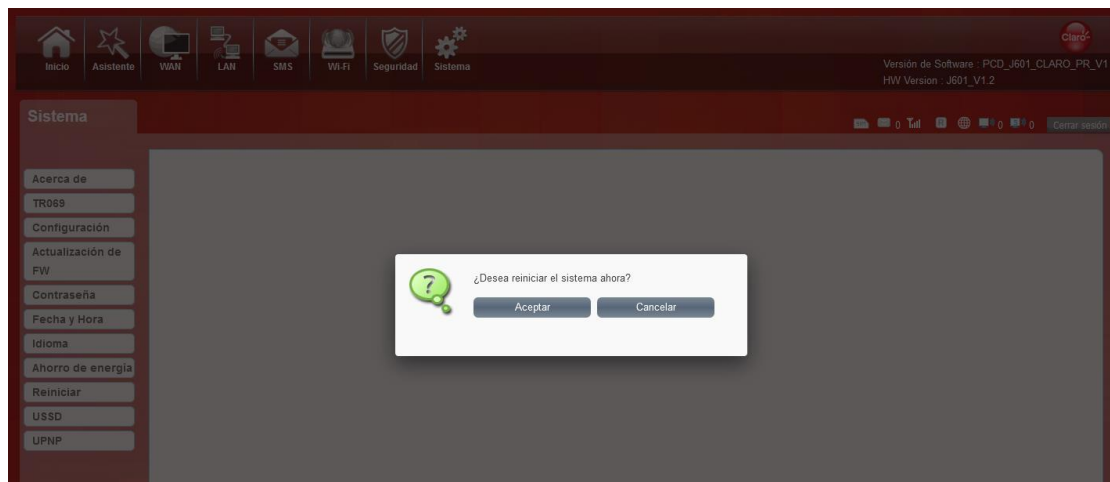 Claro
Inicio
Asistente
WAN
LAN
SMS
Wi-Fi
Seguridad
Sistema
Versión de Software : PCD_J601_CLARO_PR_V1
HW Version : J601_V1.2
Sistema
0
0
0
Cerrar sesión
Acerca de
TR069
Configuración
Actualización de
FW
Contraseña
Fecha y Hora
Idioma
Ahorro de energía
Reiniciar
USSD
UPNP
¿Desea reiniciar el sistema ahora?
Aceptar
Cancelar